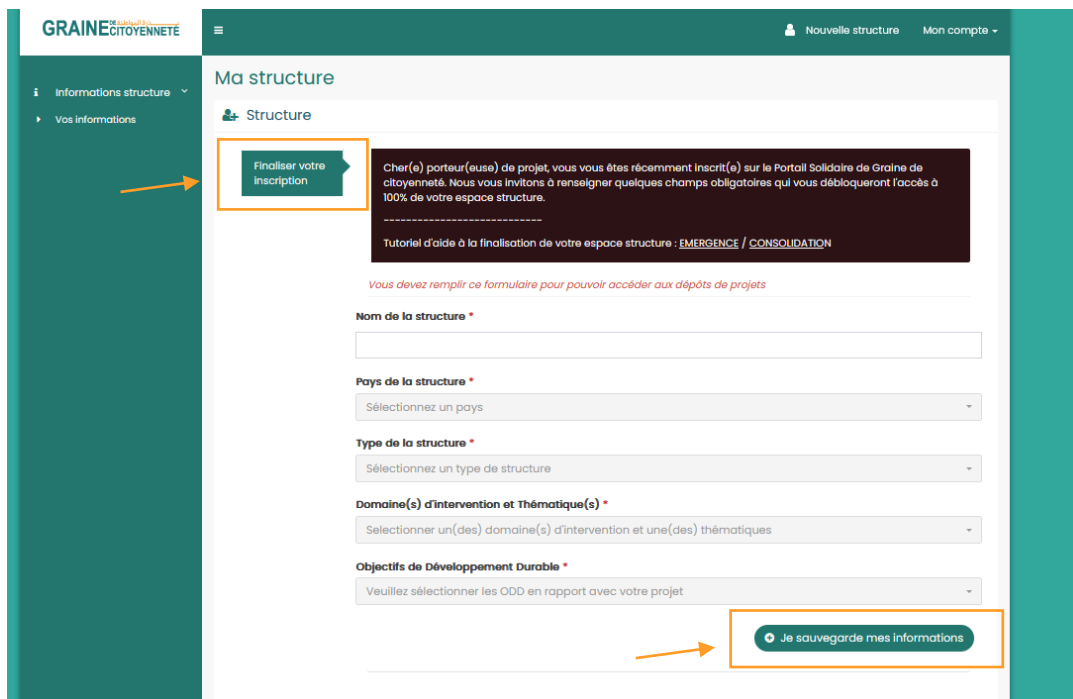 GRAINE DE CITOYENNETÉ
Nouvelle structure
Mon compte
Informations structure
Vos informations
Ma structure
Structure
Finaliser votre
inscription
Cher(e) porteur(euse) de projet, vous vous êtes récemment inscrit(e) sur le Portail Solidaire de Graine de
citoyenneté. Nous vous invitons à renseigner quelques champs obligatoires qui vous débloqueront l'accès à
100% de votre espace structure.
-----------------------------
Tutoriel d'aide à la finalisation de votre espace structure : EMERGENCE / CONSOLIDATION
Vous devez remplir ce formulaire pour pouvoir accéder aux dépôts de projets
Nom de la structure *
Pays de la structure *
Sélectionnez un pays
Type de la structure *
Sélectionnez un type de structure
Domaine(s) d'intervention et Thématique(s) *
Selectionner un(des) domaine(s) d'intervention et une(des) thématiques
Objectifs de Développement Durable *
Veuillez sélectionner les ODD en rapport avec votre projet
Je sauvegarde mes informations